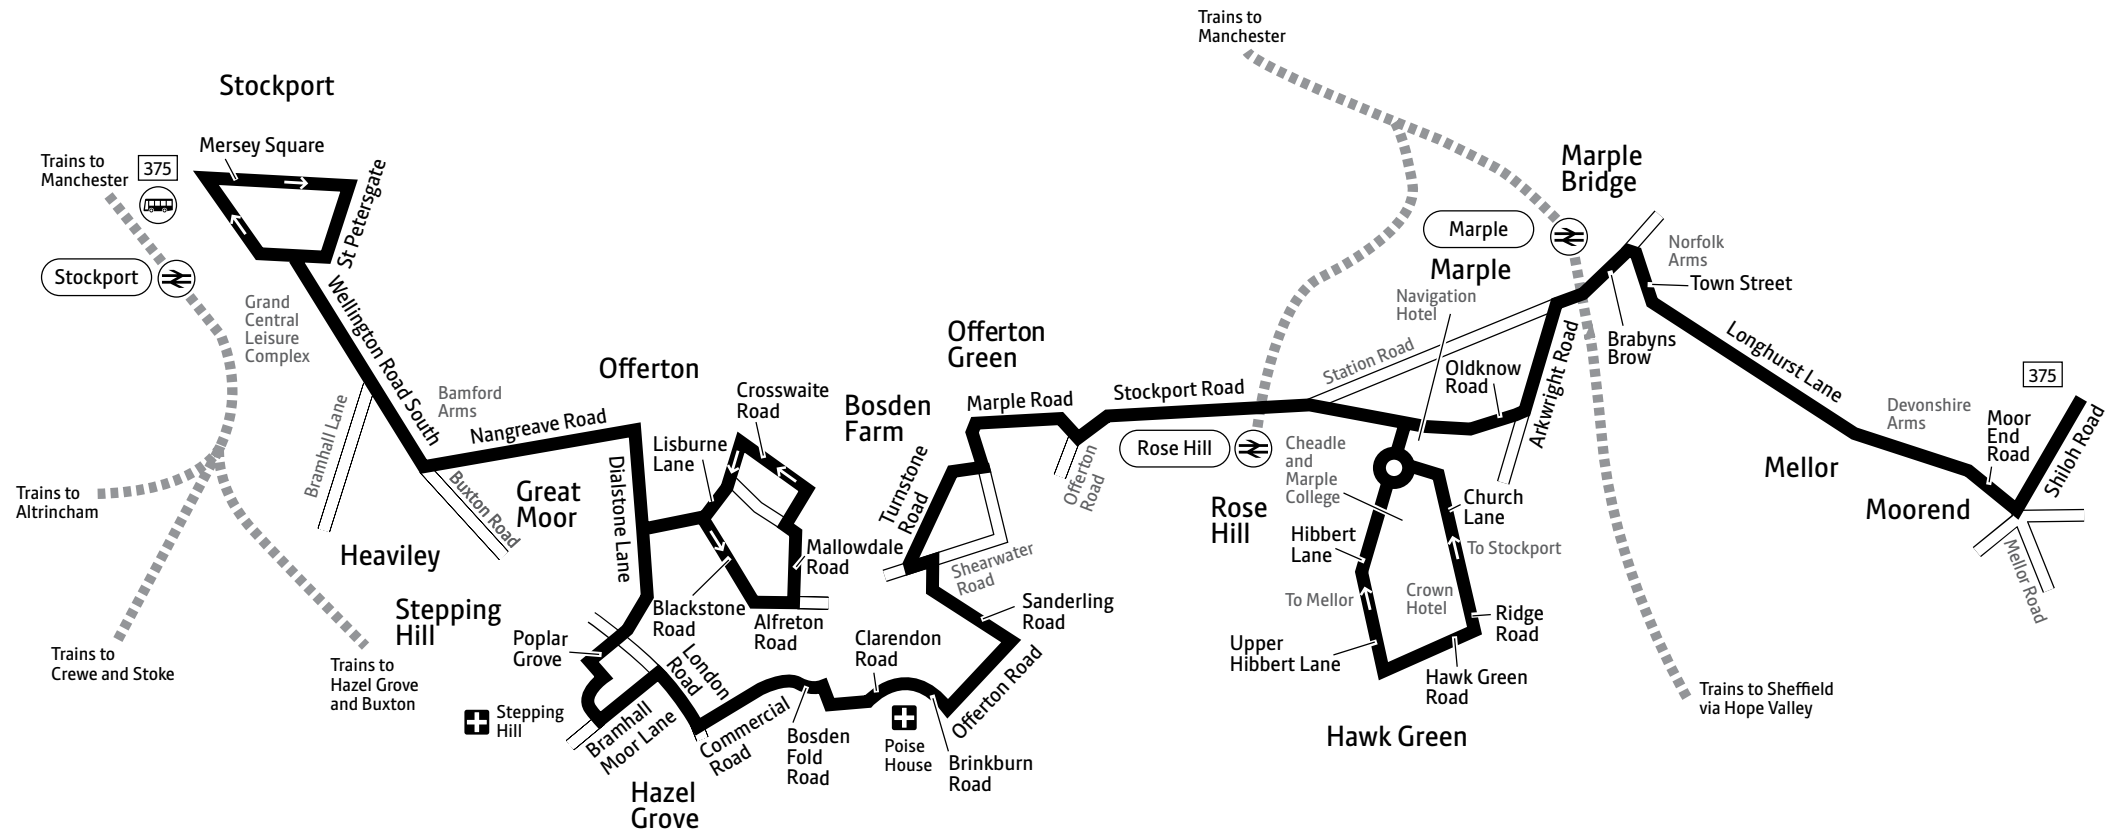 Stockport
Mersey Square
Trains to
Manchester
375
St Petersgate
Stockport
Grand
Central
Leisure
Complex
Wellington Road South
Bramhall Lane
Bamford
Arms
Nangreave Road
Buxton Road
Trains to
Altrincham
Heaviley
Great
Moor
Trains to
Crewe and Stoke
Trains to
Hazel Grove
and Buxton
Stepping
Hill
Offerton
Dialstone Lane
Lisburne
Lane
Crosswaite
Road
Mallowdale
Road
Blackstone
Road
Alfreton
Road
Poplar
Grove
London
Road
Stepping
Hill
Bramhall
Moor Lane
Hazel
Grove
Commercial
Road
Bosden
Fold
Road
Clarendon
Road
Poise
House
Brinkburn
Road
Offerton Road
Sanderling
Road
Shearwater
Road
Turnstone
Road
Bosden
Farm
Offerton
Green
Marple Road
Offerton
Road
Stockport Road
Rose Hill
Rose
Hill
Trains to
Manchester
Marple
Marple
Navigation
Hotel
Station Road
Oldknow
Road
Arkwright Road
Cheadle
and
Marple
College
Church
Lane
Hibbert
Lane
To Stockport
To Mellor
Crown
Hotel
Ridge
Road
Upper
Hibbert Lane
Hawk Green
Road
Hawk Green
Marple
Bridge
Norfolk
Arms
Town Street
Brabyns
Brow
Longhurst Lane
Trains to Sheffield
via Hope Valley
Mellor
Devonshire
Arms
Moor
End
Road
Moorend
375
Shiloh Road
Mellor Road